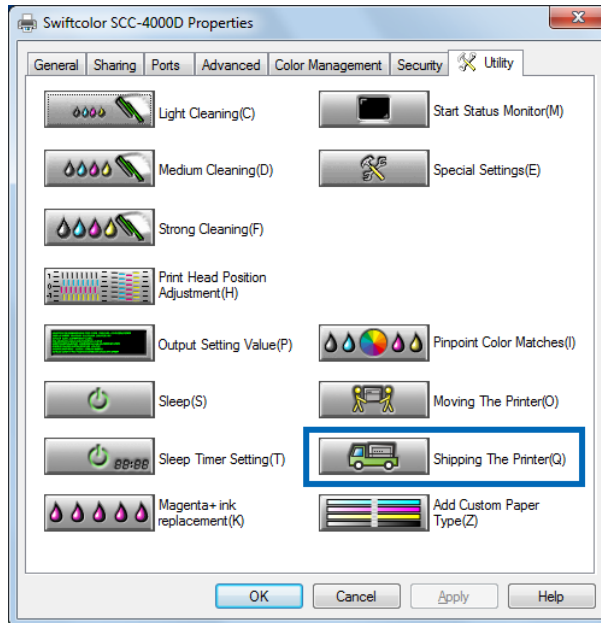 Swiftcolor SCC-4000D Properties
General Sharing Ports Advanced Color Management Security Utility
Light Cleaning(C) Start Status Monitor(M)
Medium Cleaning(D) Special Settings(E)
Strong Cleaning(F)
Print Head Position
Adjustment(H)
Output Setting Value(P) Pinpoint Color Matches(I)
Sleep(S) Moving The Printer(O)
88:88 Sleep Timer Setting(T) Shipping The Printer(Q)
Magenta+ ink
replacement(K)
Add Custom Paper
Type(Z)
OK Cancel Apply Help